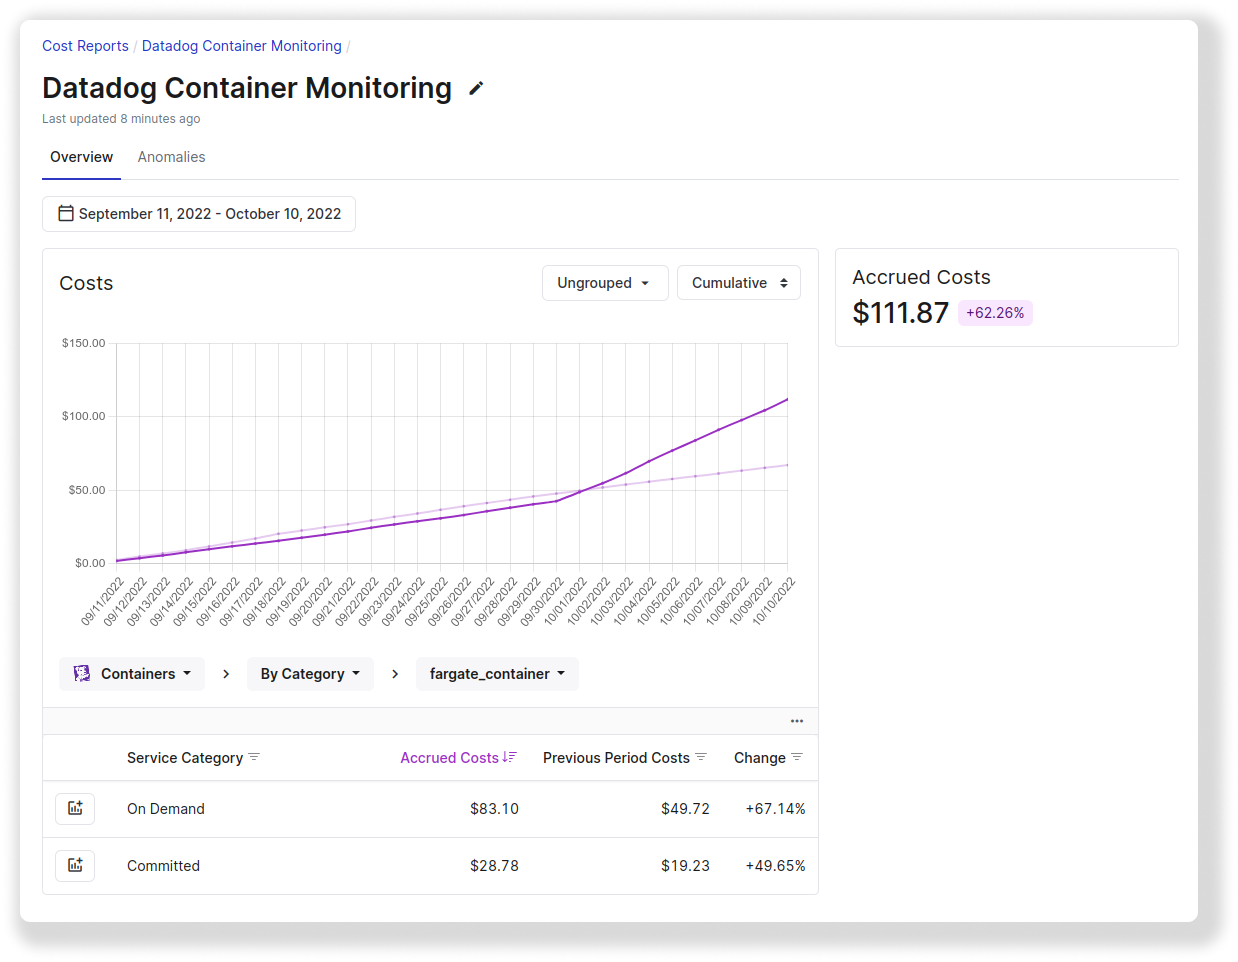 Cost Reports / Datadog Container Monitoring /
Datadog Container Monitoring
Last updated 8 minutes ago
Overview Anomalies
September 11, 2022 - October 10, 2022
Costs
Ungrouped
Cumulative
Accrued Costs
$111.87 +62.26%
$150.00
$100.00
$50.00
$0.00
09/11/2022 09/12/2022 09/13/2022 09/14/2022 09/15/2022 09/16/2022 09/17/2022 09/18/2022 09/19/2022 09/20/2022 09/21/2022 09/22/2022 09/23/2022 09/24/2022 09/25/2022 09/26/2022 09/27/2022 09/28/2022 09/29/2022 09/30/2022 10/01/2022 10/02/2022 10/03/2022 10/04/2022 10/05/2022 10/06/2022 10/07/2022 10/08/2022 10/09/2022 10/10/2022
Containers > By Category > fargate_container
Service Category Accrued Costs Previous Period Costs Change
On Demand $83.10 $49.72 +67.14%
Committed $28.78 $19.23 +49.65%